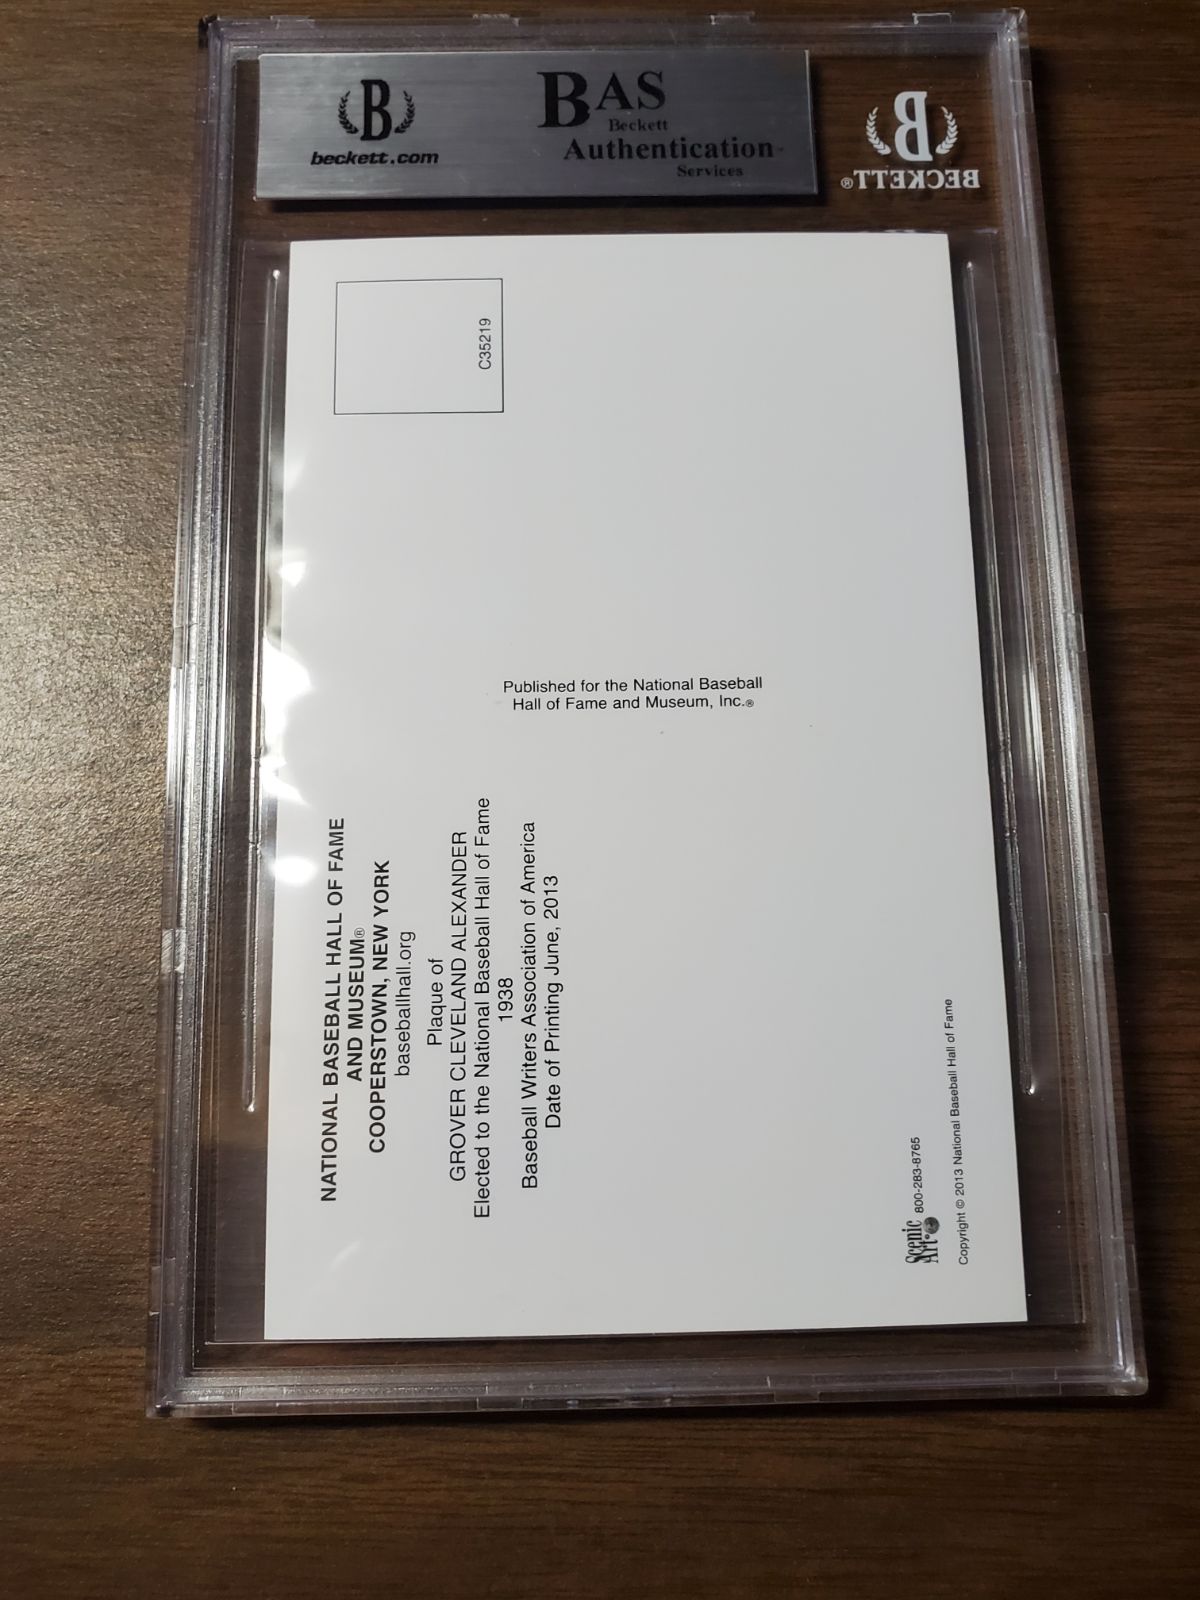 B
beckett.com
BAS
Beckett
Authentication
Services
B
BECKETT®
C35219
Published for the National Baseball
Hall of Fame and Museum, Inc.®
NATIONAL BASEBALL HALL OF FAME
AND MUSEUM®
COOPERSTOWN, NEW YORK
baseballhall.org
Plaque of
GROVER CLEVELAND ALEXANDER
Elected to the National Baseball Hall of Fame
1938
Baseball Writers Association of America
Date of Printing June, 2013
Scenic
Art
800-283-8765
Copyright © 2013 National Baseball Hall of Fame